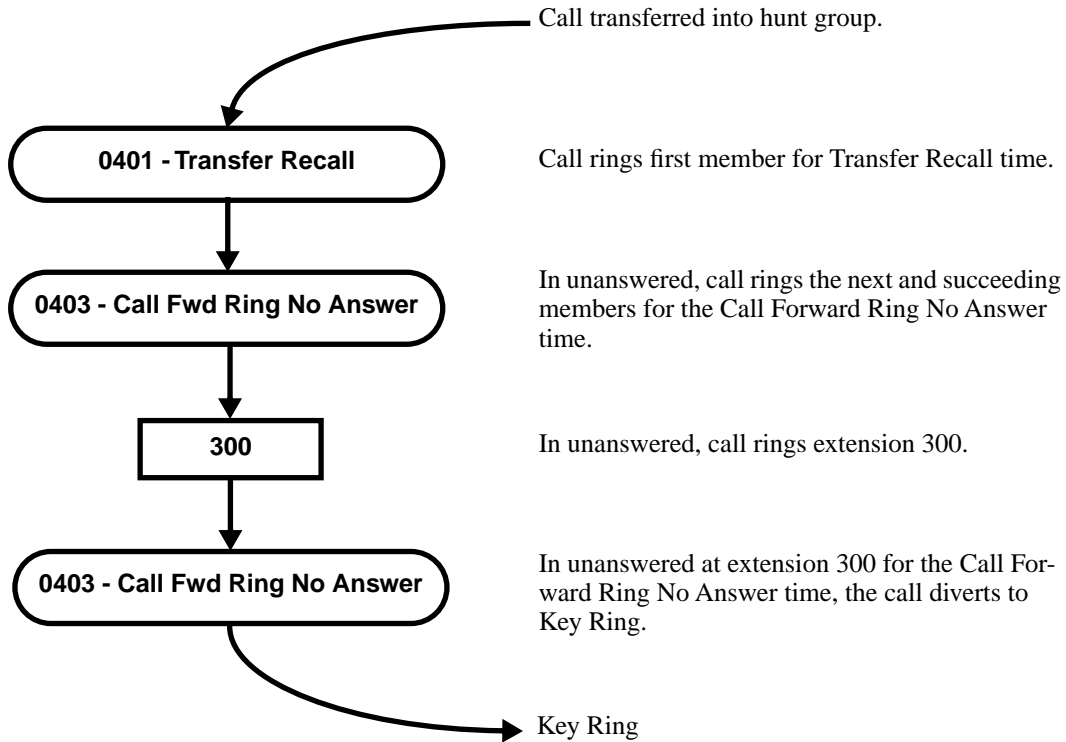 Call transferred into hunt group.
0401 - Transfer Recall
Call rings first member for Transfer Recall time.
0403 - Call Fwd Ring No Answer
In unanswered, call rings the next and succeeding
members for the Call Forward Ring No Answer
time.
300
In unanswered, call rings extension 300.
0403 - Call Fwd Ring No Answer
In unanswered at extension 300 for the Call For-
ward Ring No Answer time, the call diverts to
Key Ring.
Key Ring